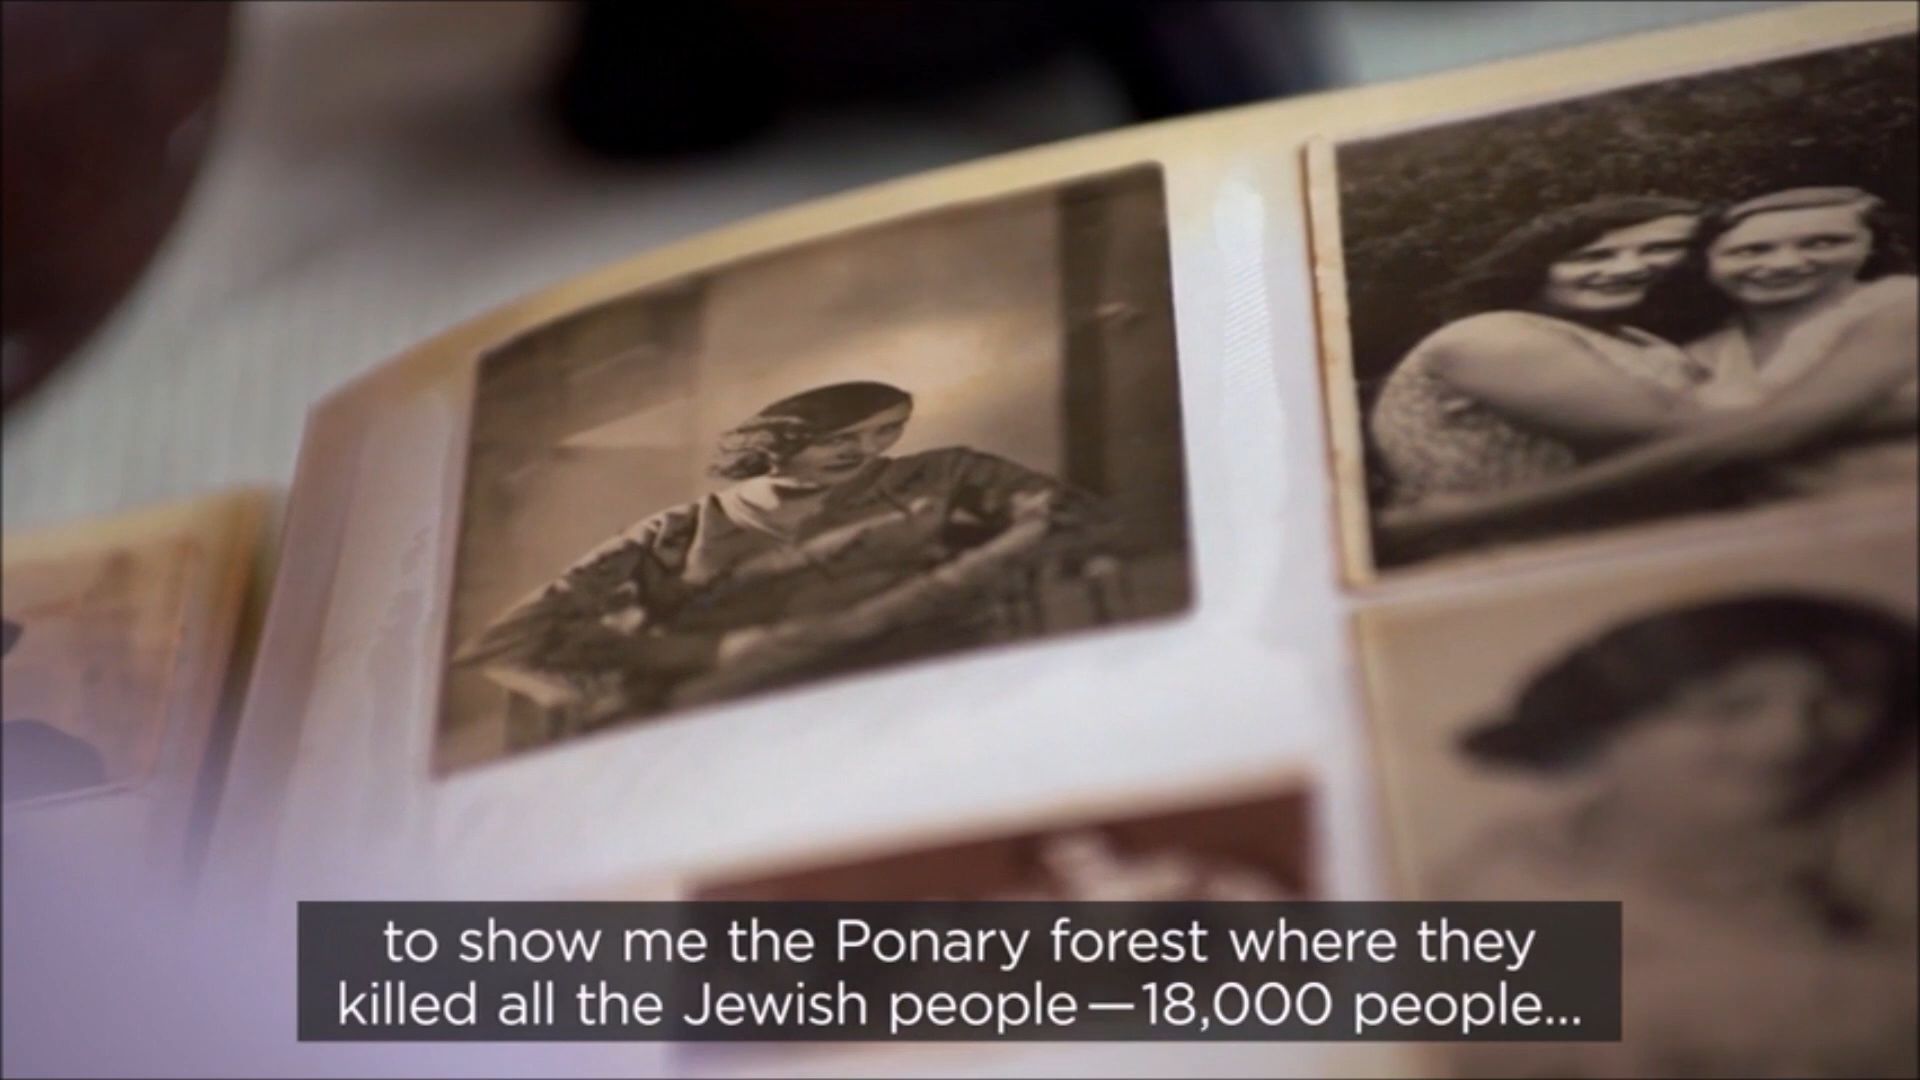 to show me the Ponary forest where they
killed all the Jewish people—18,000 people...